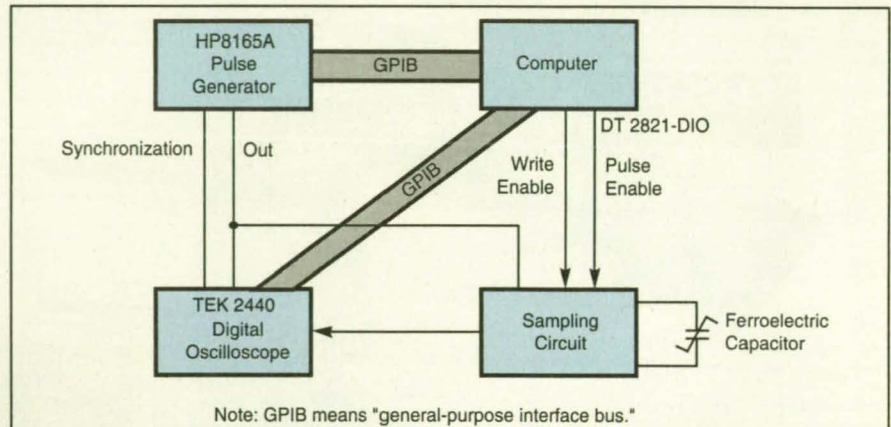 HP8165A
Pulse
Generator
GPIB
Computer
DT 2821-DIO
Synchronization
Out
Write
Enable
Pulse
Enable
GPIB
TEK 2440
Digital
Oscilloscope
Sampling
Circuit
Ferroelectric
Capacitor
Note: GPIB means "general-purpose interface bus."